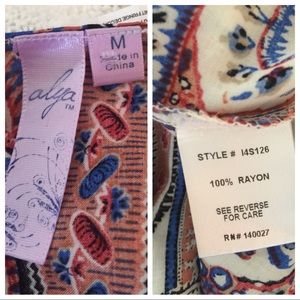 alya
TM
M
Made in
China
STYLE # I4S126
100% RAYON
SEE REVERSE
FOR CARE
RN# 140027